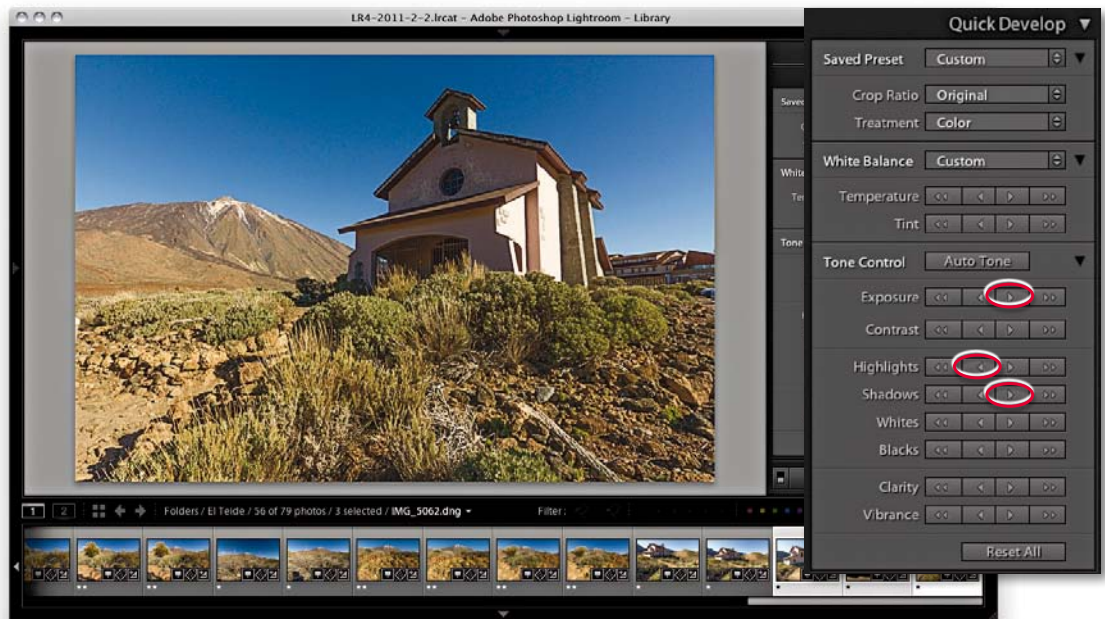 LR4-2011-2-2.lrcat - Adobe Photoshop Lightroom - Library
Quick Develop
Saved Preset Custom
Crop Ratio Original
Treatment Color
White Balance Custom
Temperature
Tint
Tone Control Auto Tone
Exposure
Contrast
Highlights
Shadows
Whites
Blacks
Clarity
Vibrance
Reset All
1 2 Folders / El Teide / 56 of 79 photos / 3 selected / IMG_5062.dng Filter: